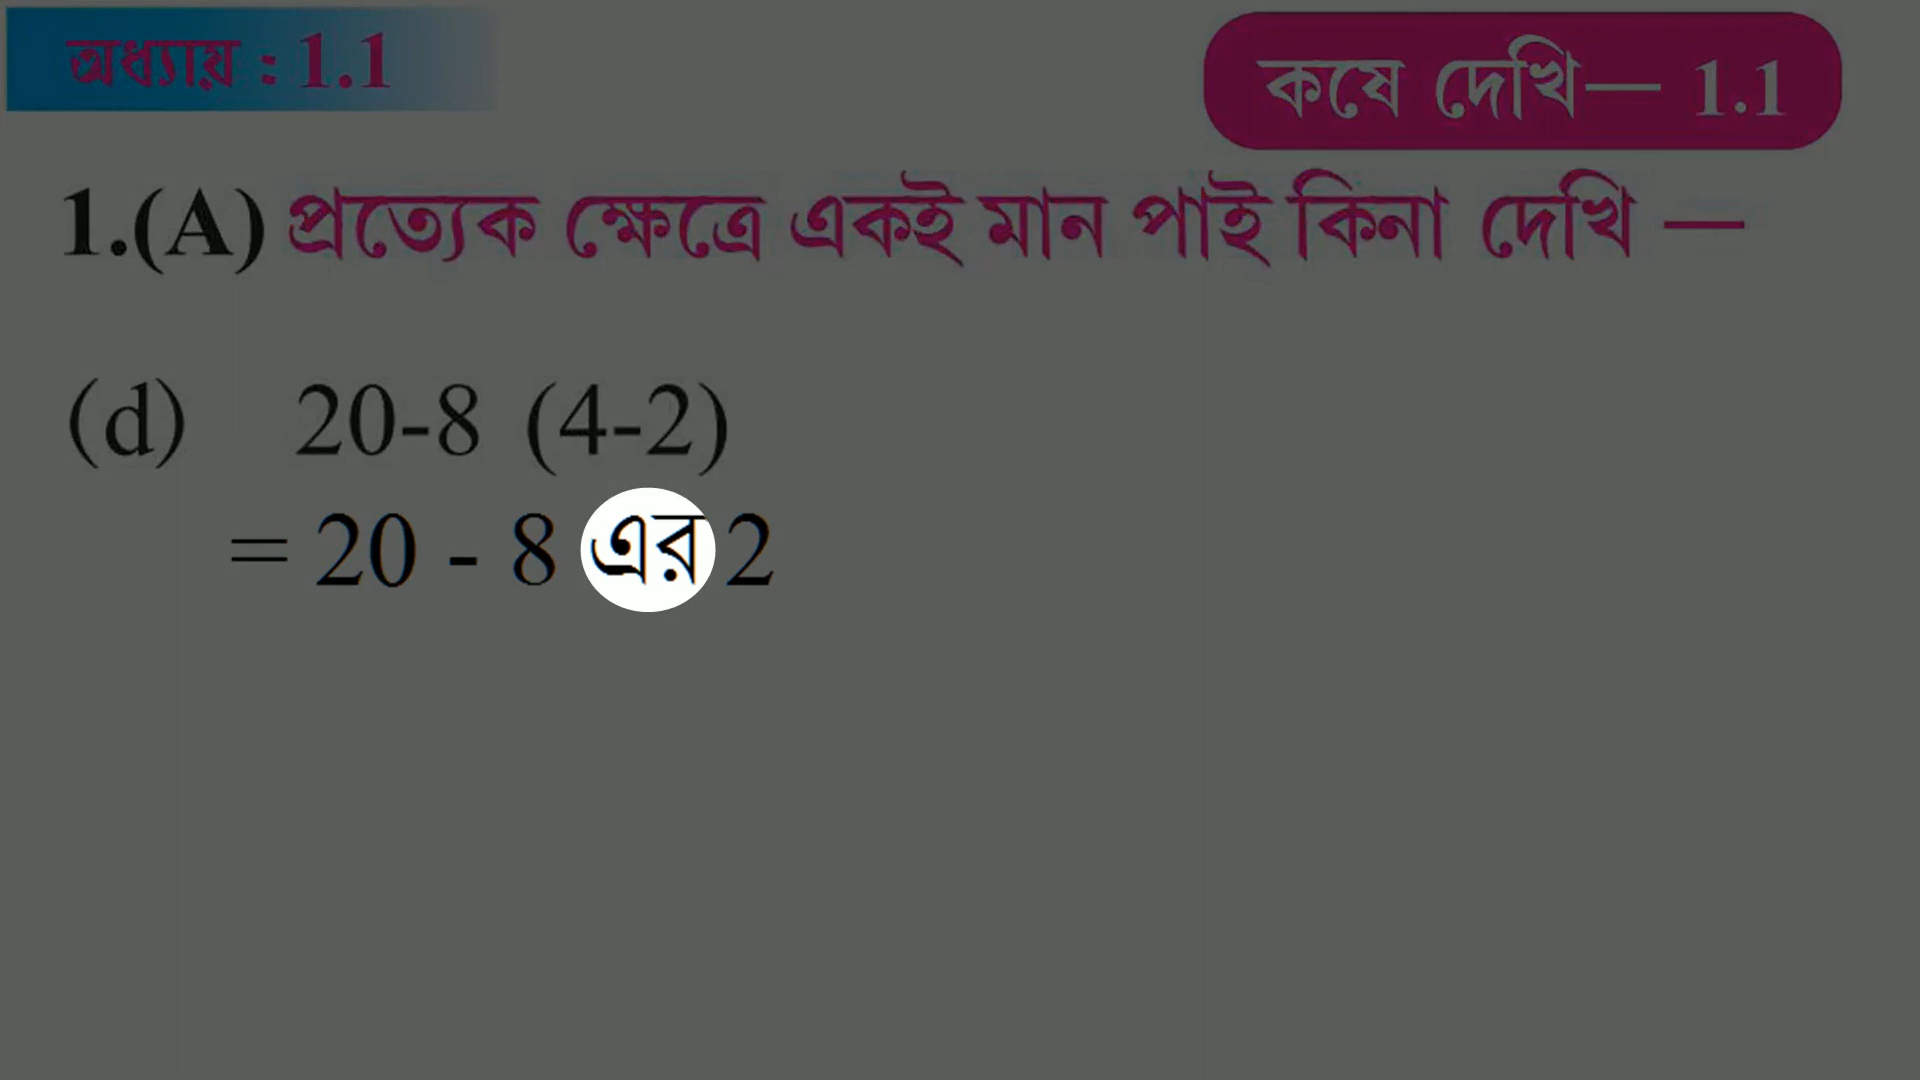 অধ্যায় : 1.1
কষে দেখি— 1.1
1.(A) প্রত্যেক ক্ষেত্রে একই মান পাই কিনা দেখি —
(d) 20-8 (4-2)
= 20 - 8 এর 2